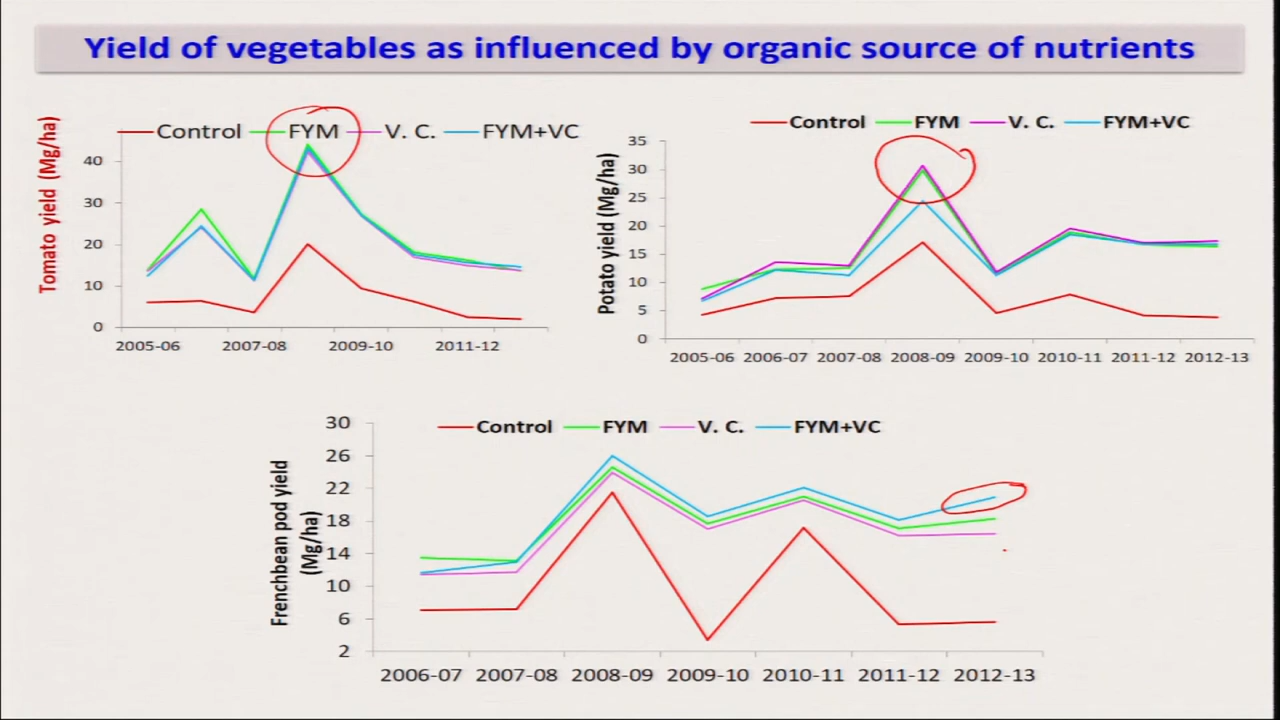 Yield of vegetables as influenced by organic source of nutrients
Tomato yield (Mg/ha)
Control FYM V. C. FYM+VC
40
30
20
10
0
2005-06 2007-08 2009-10 2011-12
Potato yield (Mg/ha)
Control FYM V. C. FYM+VC
35
30
25
20
15
10
5
0
2005-06 2006-07 2007-08 2008-09 2009-10 2010-11 2011-12 2012-13
Frenchbean pod yield
(Mg/ha)
Control FYM V. C. FYM+VC
30
26
22
18
14
10
6
2
2006-07 2007-08 2008-09 2009-10 2010-11 2011-12 2012-13